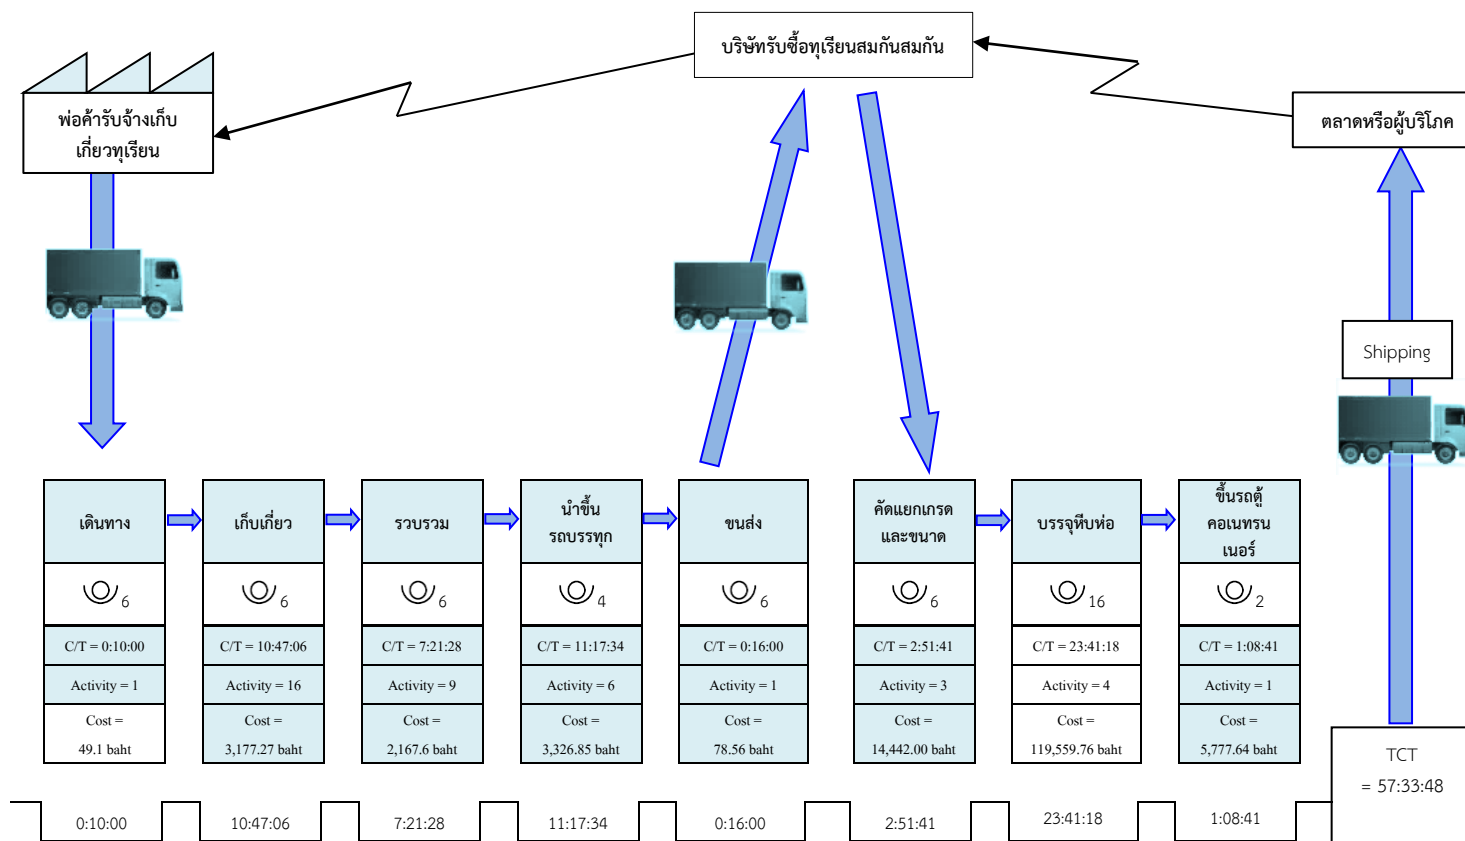 บริษัทรับซื้อทุเรียนสมกันสมกัน
พ่อค้ารับจ้างเก็บ
เกี่ยวทุเรียน
ตลาดหรือผู้บริโภค
Shipping
เดินทาง
เก็บเกี่ยว
รวบรวม
นำขึ้น
รถบรรทุก
ขนส่ง
คัดแยกเกรด
และขนาด
บรรจุหีบห่อ
ขึ้นรถตู้
คอเนทรน
เนอร์
6
6
6
4
6
6
16
2
C/T = 0:10:00
C/T = 10:47:06
C/T = 7:21:28
C/T = 11:17:34
C/T = 0:16:00
C/T = 2:51:41
C/T = 23:41:18
C/T = 1:08:41
Activity = 1
Activity = 16
Activity = 9
Activity = 6
Activity = 1
Activity = 3
Activity = 4
Activity = 1
Cost =
49.1 baht
Cost =
3,177.27 baht
Cost =
2,167.6 baht
Cost =
3,326.85 baht
Cost =
78.56 baht
Cost =
14,442.00 baht
Cost =
119,559.76 baht
Cost =
5,777.64 baht
TCT
= 57:33:48
0:10:00
10:47:06
7:21:28
11:17:34
0:16:00
2:51:41
23:41:18
1:08:41